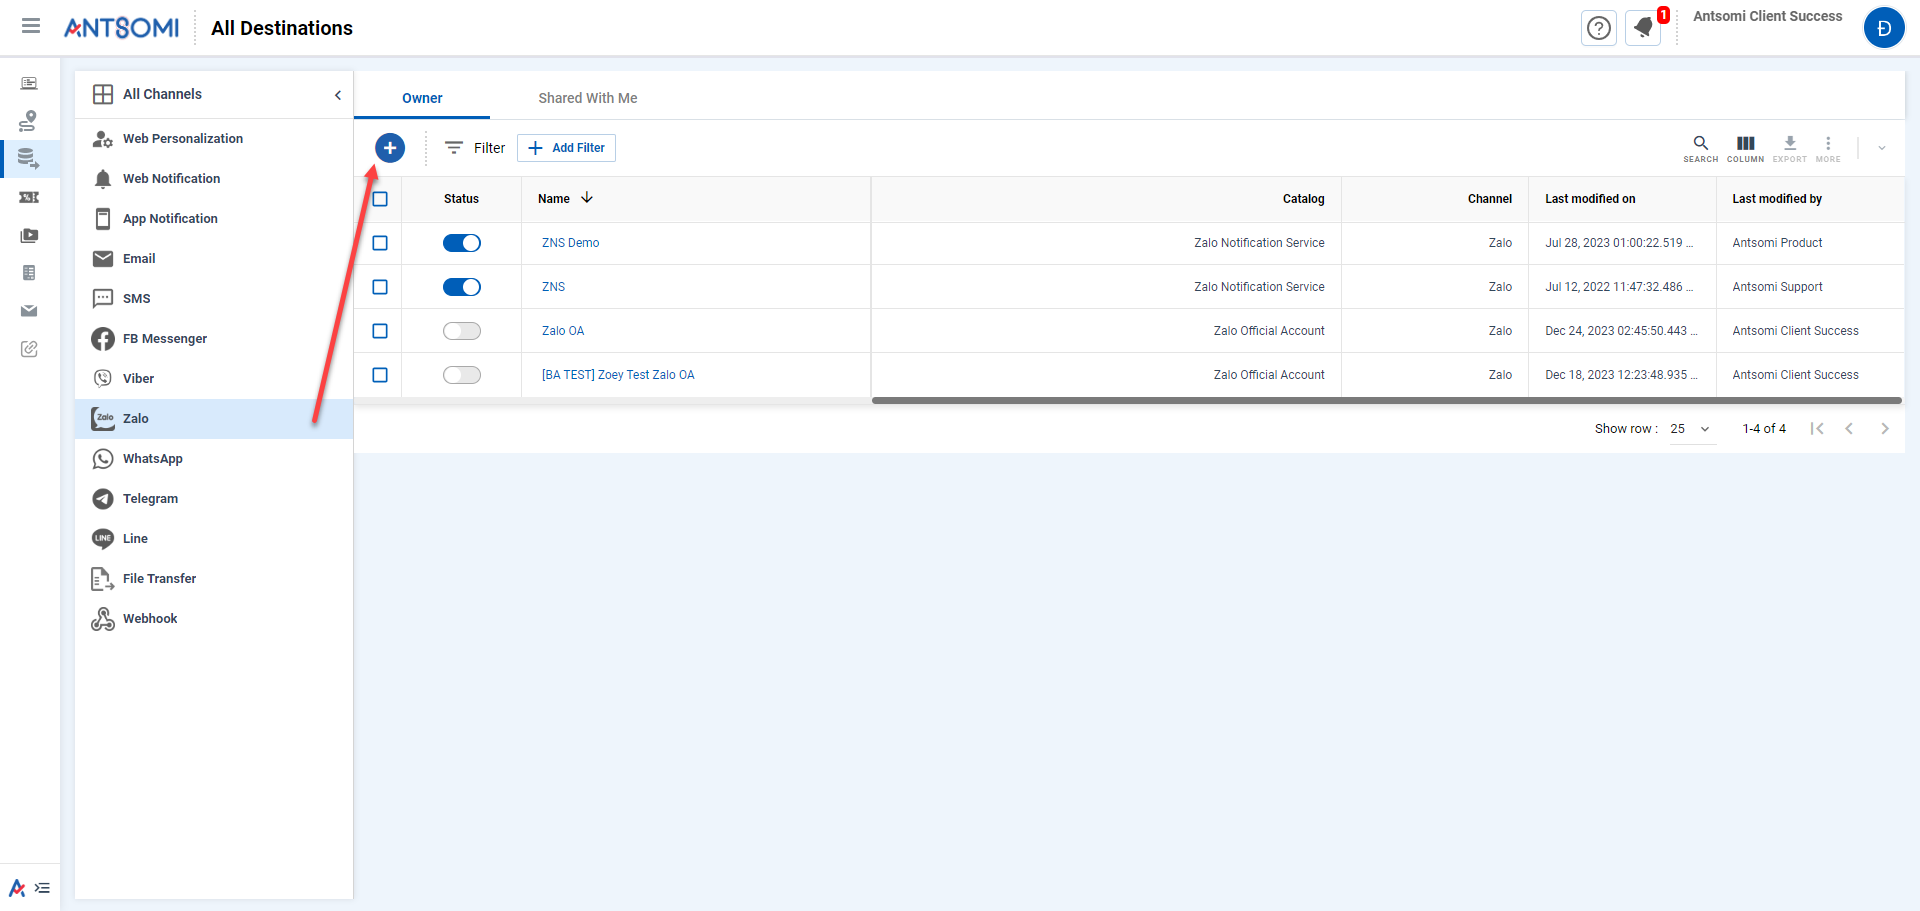 ANTSOMI
All Destinations
1
Antsomi Client Success
Đ
All Channels
Web Personalization
Web Notification
App Notification
Email
SMS
FB Messenger
Viber
Zalo
Zalo
WhatsApp
Telegram
LINE
Line
File Transfer
Webhook
Owner
Shared With Me
Filter
Add Filter
SEARCH
COLUMN
EXPORT
MORE
Status
Name
Catalog
Channel
Last modified on
Last modified by
ZNS Demo
Zalo Notification Service
Zalo
Jul 28, 2023 01:00:22.519 ...
Antsomi Product
ZNS
Zalo Notification Service
Zalo
Jul 12, 2022 11:47:32.486 ...
Antsomi Support
Zalo OA
Zalo Official Account
Zalo
Dec 24, 2023 02:45:50.443 ...
Antsomi Client Success
[BA TEST] Zoey Test Zalo OA
Zalo Official Account
Zalo
Dec 18, 2023 12:23:48.935 ...
Antsomi Client Success
Show row :
25
1-4 of 4